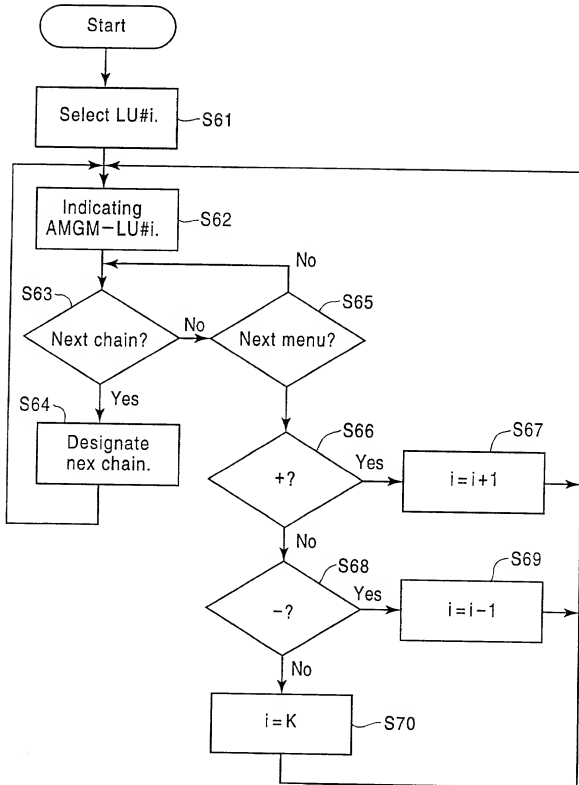 Start
Select LU#i.
S61
Indicating
AMGM-LU#i.
S62
No
S63
S65
Next chain?
No
Next menu?
Yes
S64
Designate
nex chain.
S66
+?
Yes
S67
i=i+1
No
S68
-?
Yes
S69
i=i-1
No
i=K
S70